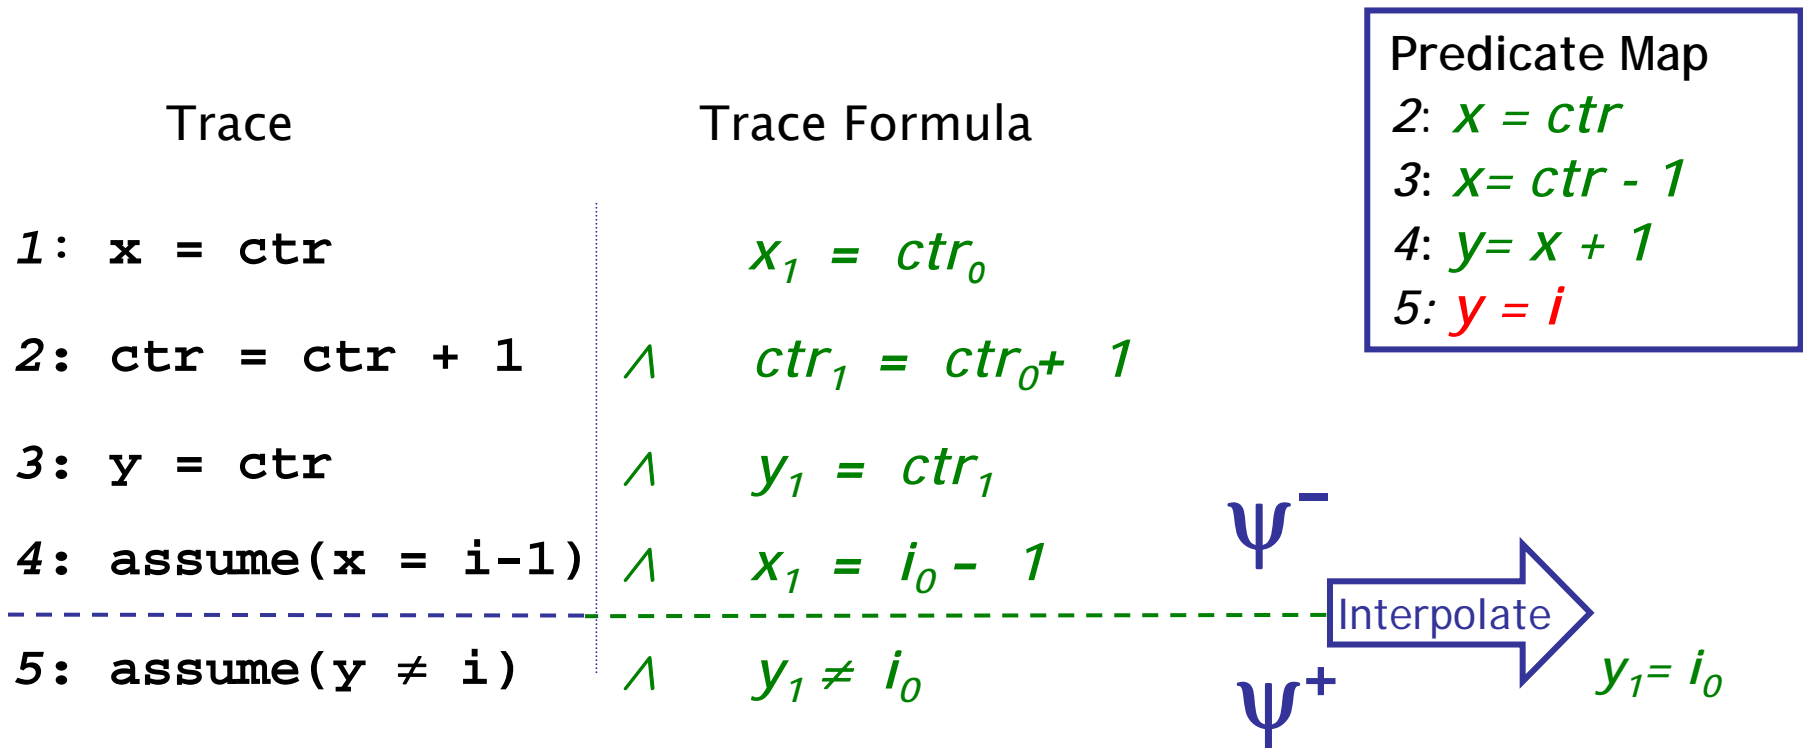 Trace
Trace Formula
Predicate Map
2: x = ctr
3: x= ctr - 1
4: y= x + 1
5: y = i
1: x = ctr
x₁ = ctr₀
2: ctr = ctr + 1
∧ ctr₁ = ctr₀+ 1
3: y = ctr
∧ y₁ = ctr₁
4: assume(x = i-1)
∧ x₁ = i₀ - 1
5: assume(y ≠ i)
∧ y₁ ≠ i₀
ψ⁻
Interpolate
ψ⁺
y₁= i₀